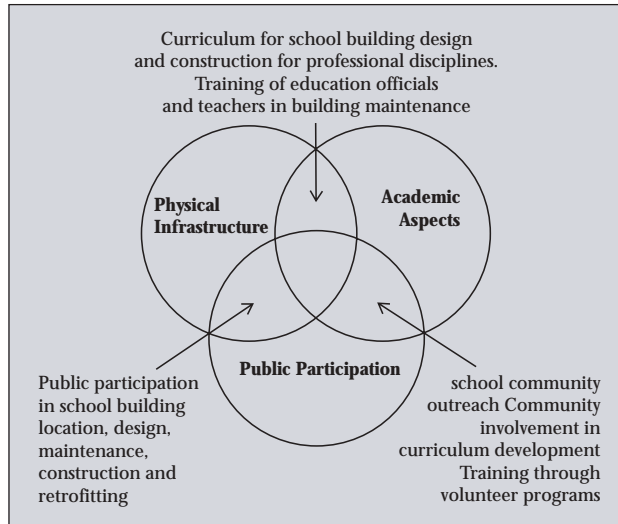 Curriculum for school building design
and construction for professional disciplines.
Training of education officials
and teachers in building maintenance
Physical
Infrastructure
Academic
Aspects
Public Participation
Public participation
in school building
location, design,
maintenance,
construction and
retrofitting
school community
outreach Community
involvement in
curriculum development
Training through
volunteer programs